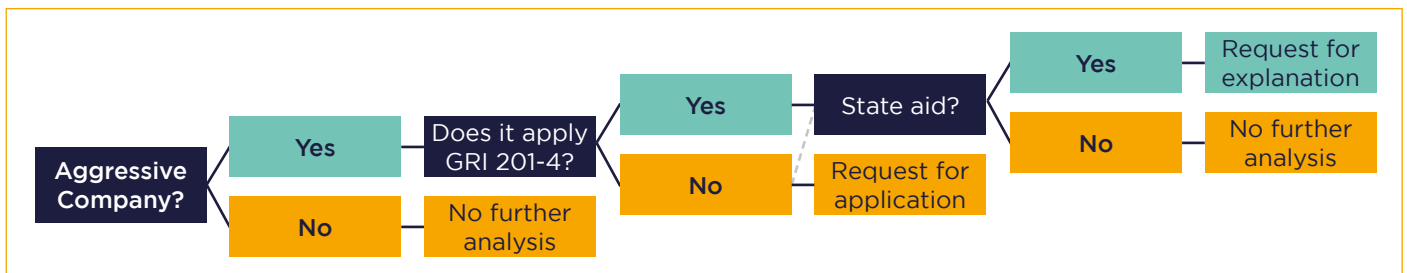 Aggressive
Company?
Yes
No
Does it apply
GRI 201-4?
No further
analysis
Yes
No
State aid?
Request for
application
Yes
No
Request for
explanation
No further
analysis